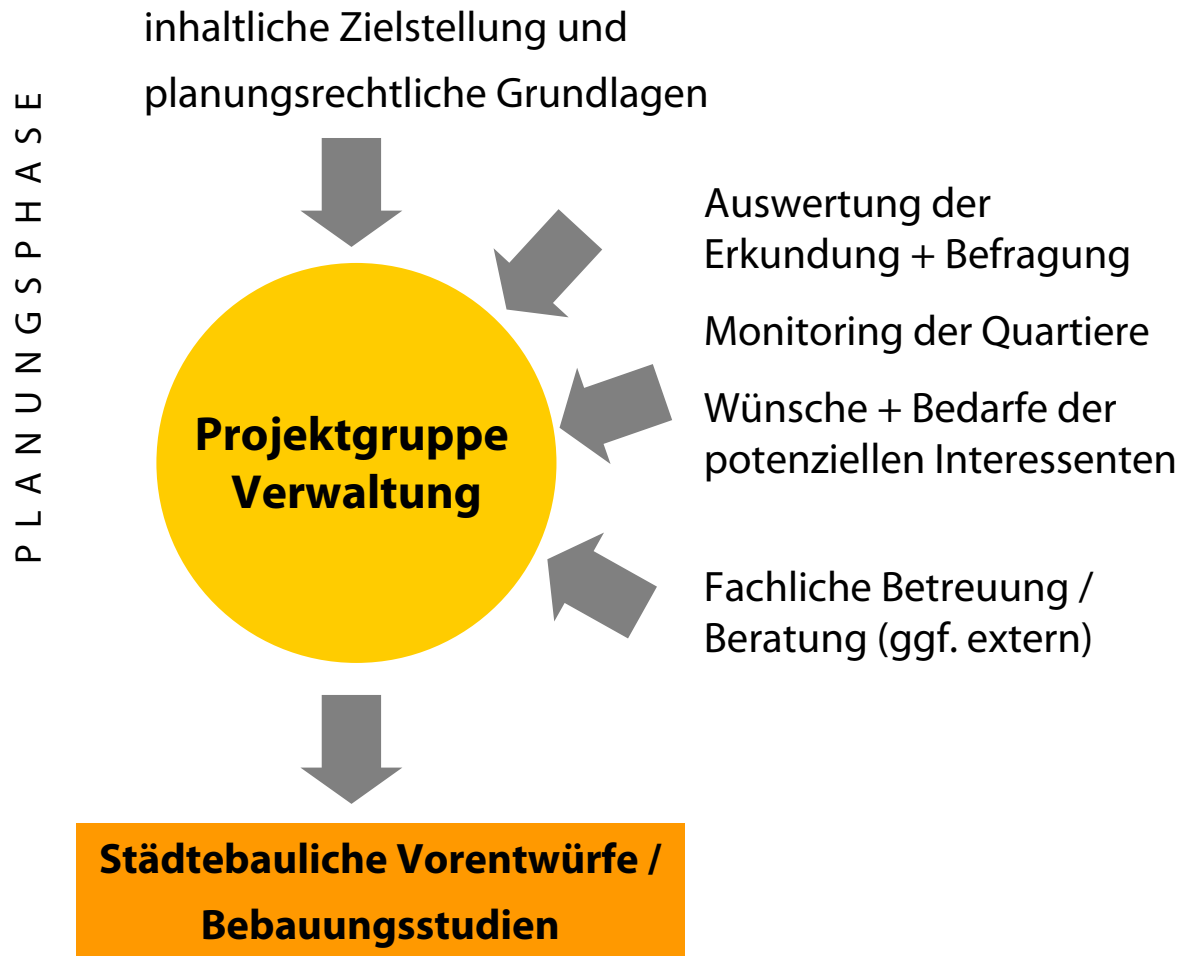 inhaltliche Zielstellung und
planungsrechtliche Grundlagen
PLANUNGSPHASE
Auswertung der
Erkundung + Befragung
Monitoring der Quartiere
Wünsche + Bedarfe der
potenziellen Interessenten
Projektgruppe
Verwaltung
Fachliche Betreuung /
Beratung (ggf. extern)
Städtebauliche Vorentwürfe /
Bebauungsstudien